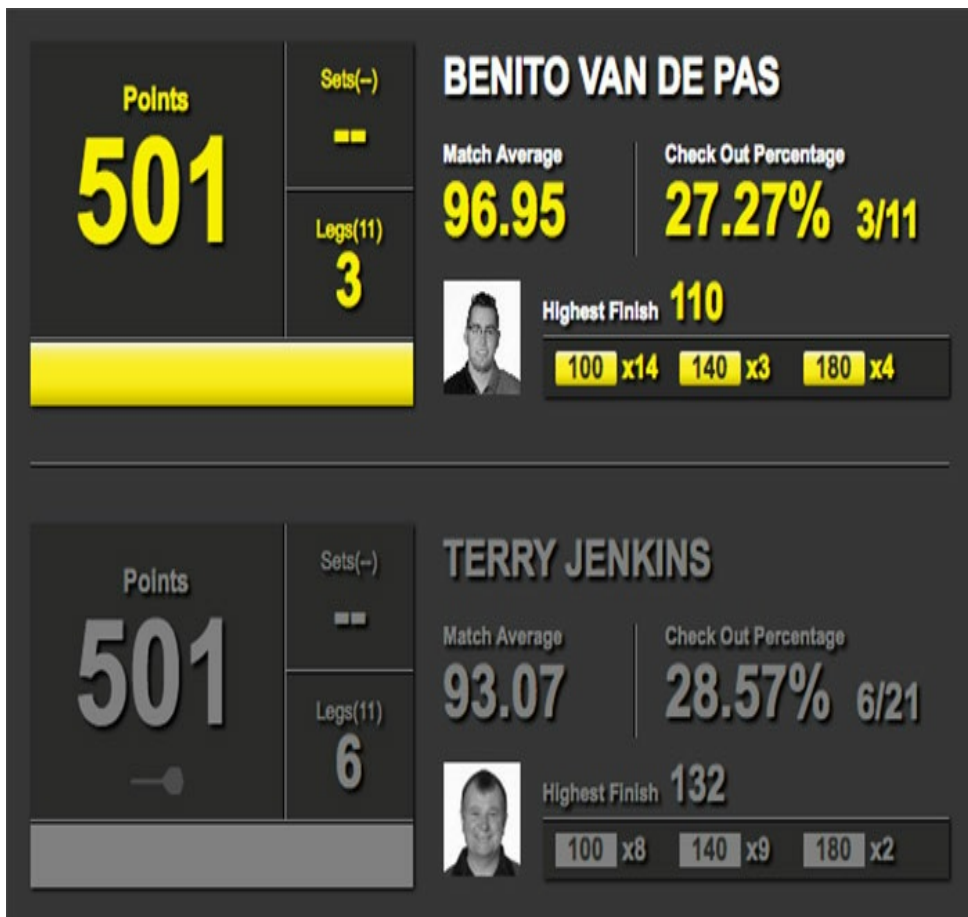 BENITO VAN DE PAS
Points
501
Sets(--)
--
Legs(11)
3
Match Average
96.95
Check Out Percentage
27.27% 3/11
Highest Finish 110
100 x14 140 x3 180 x4
TERRY JENKINS
Points
501
Sets(--)
--
Legs(11)
6
Match Average
93.07
Check Out Percentage
28.57% 6/21
Highest Finish 132
100 x8 140 x9 180 x2